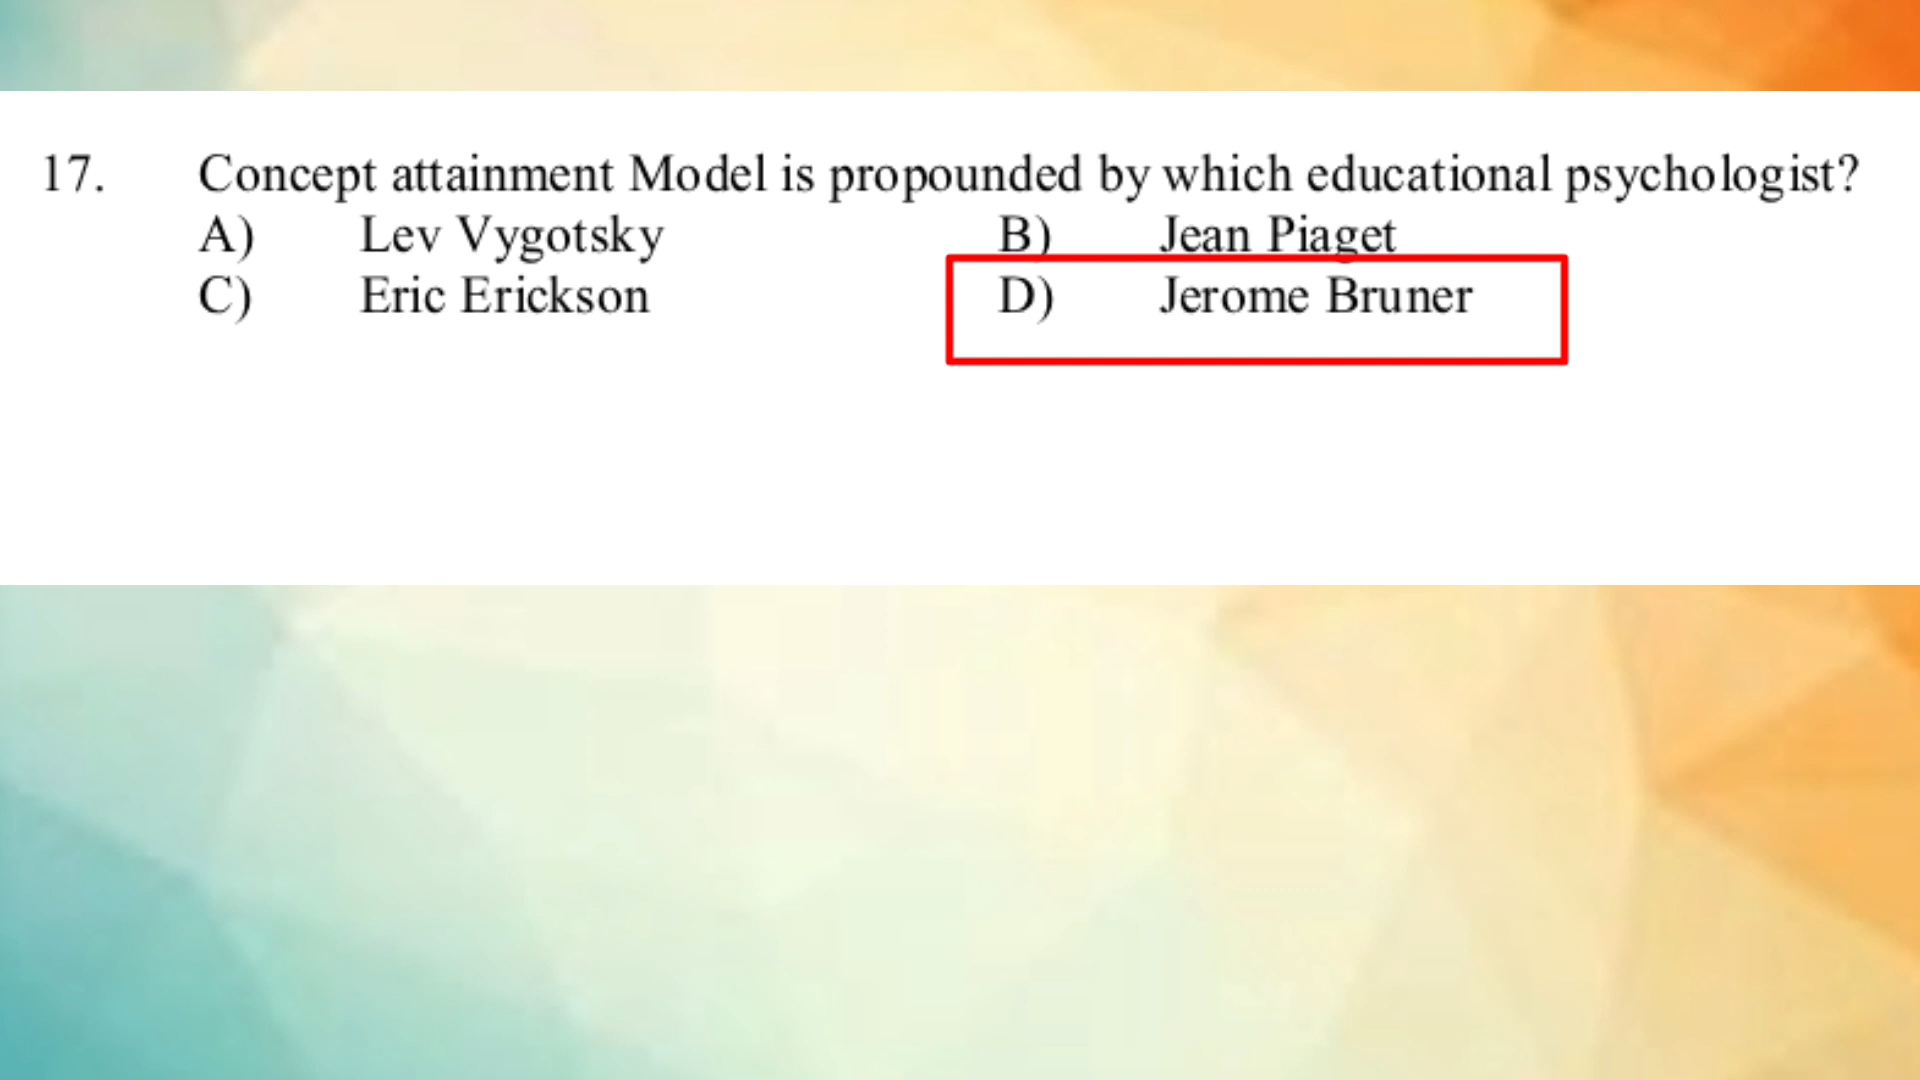 17. Concept attainment Model is propounded by which educational psychologist?
A) Lev Vygotsky B) Jean Piaget
C) Eric Erickson D) Jerome Bruner